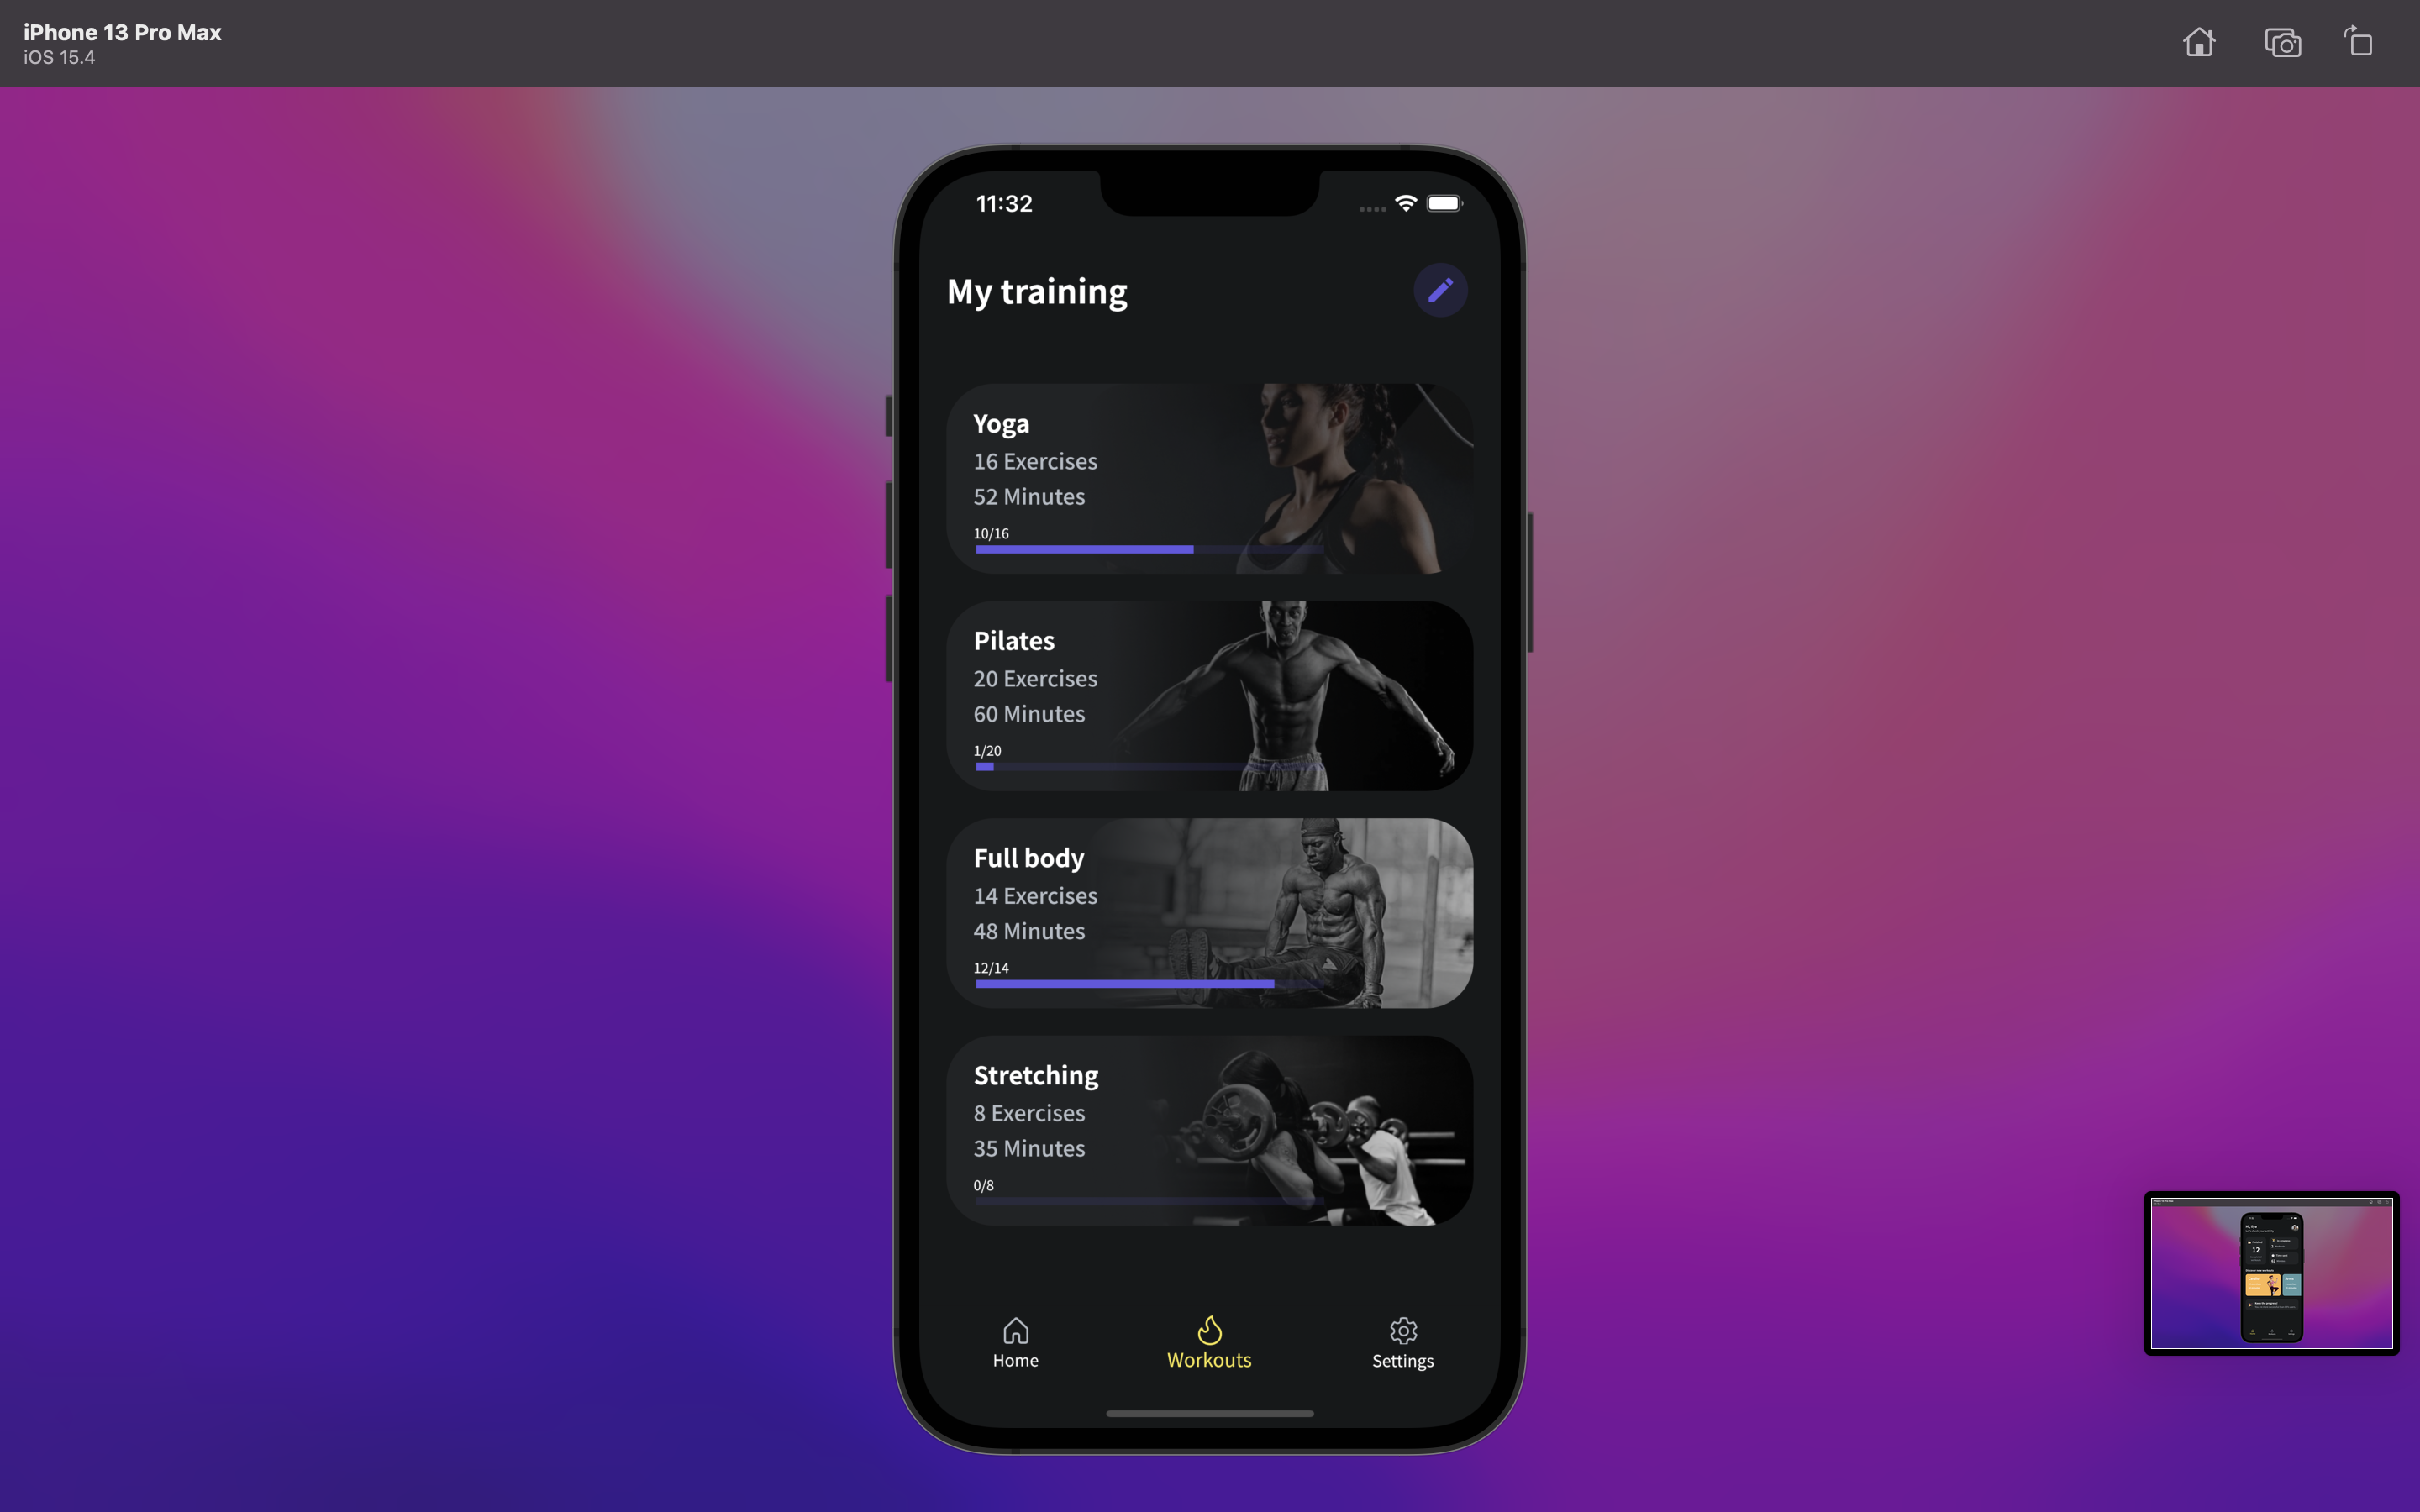 iPhone 13 Pro Max
iOS 15.4
11:32
My training
Yoga
16 Exercises
52 Minutes
10/16
Pilates
20 Exercises
60 Minutes
1/20
Full body
14 Exercises
48 Minutes
12/14
Stretching
8 Exercises
35 Minutes
0/8
Home
Workouts
Settings
12